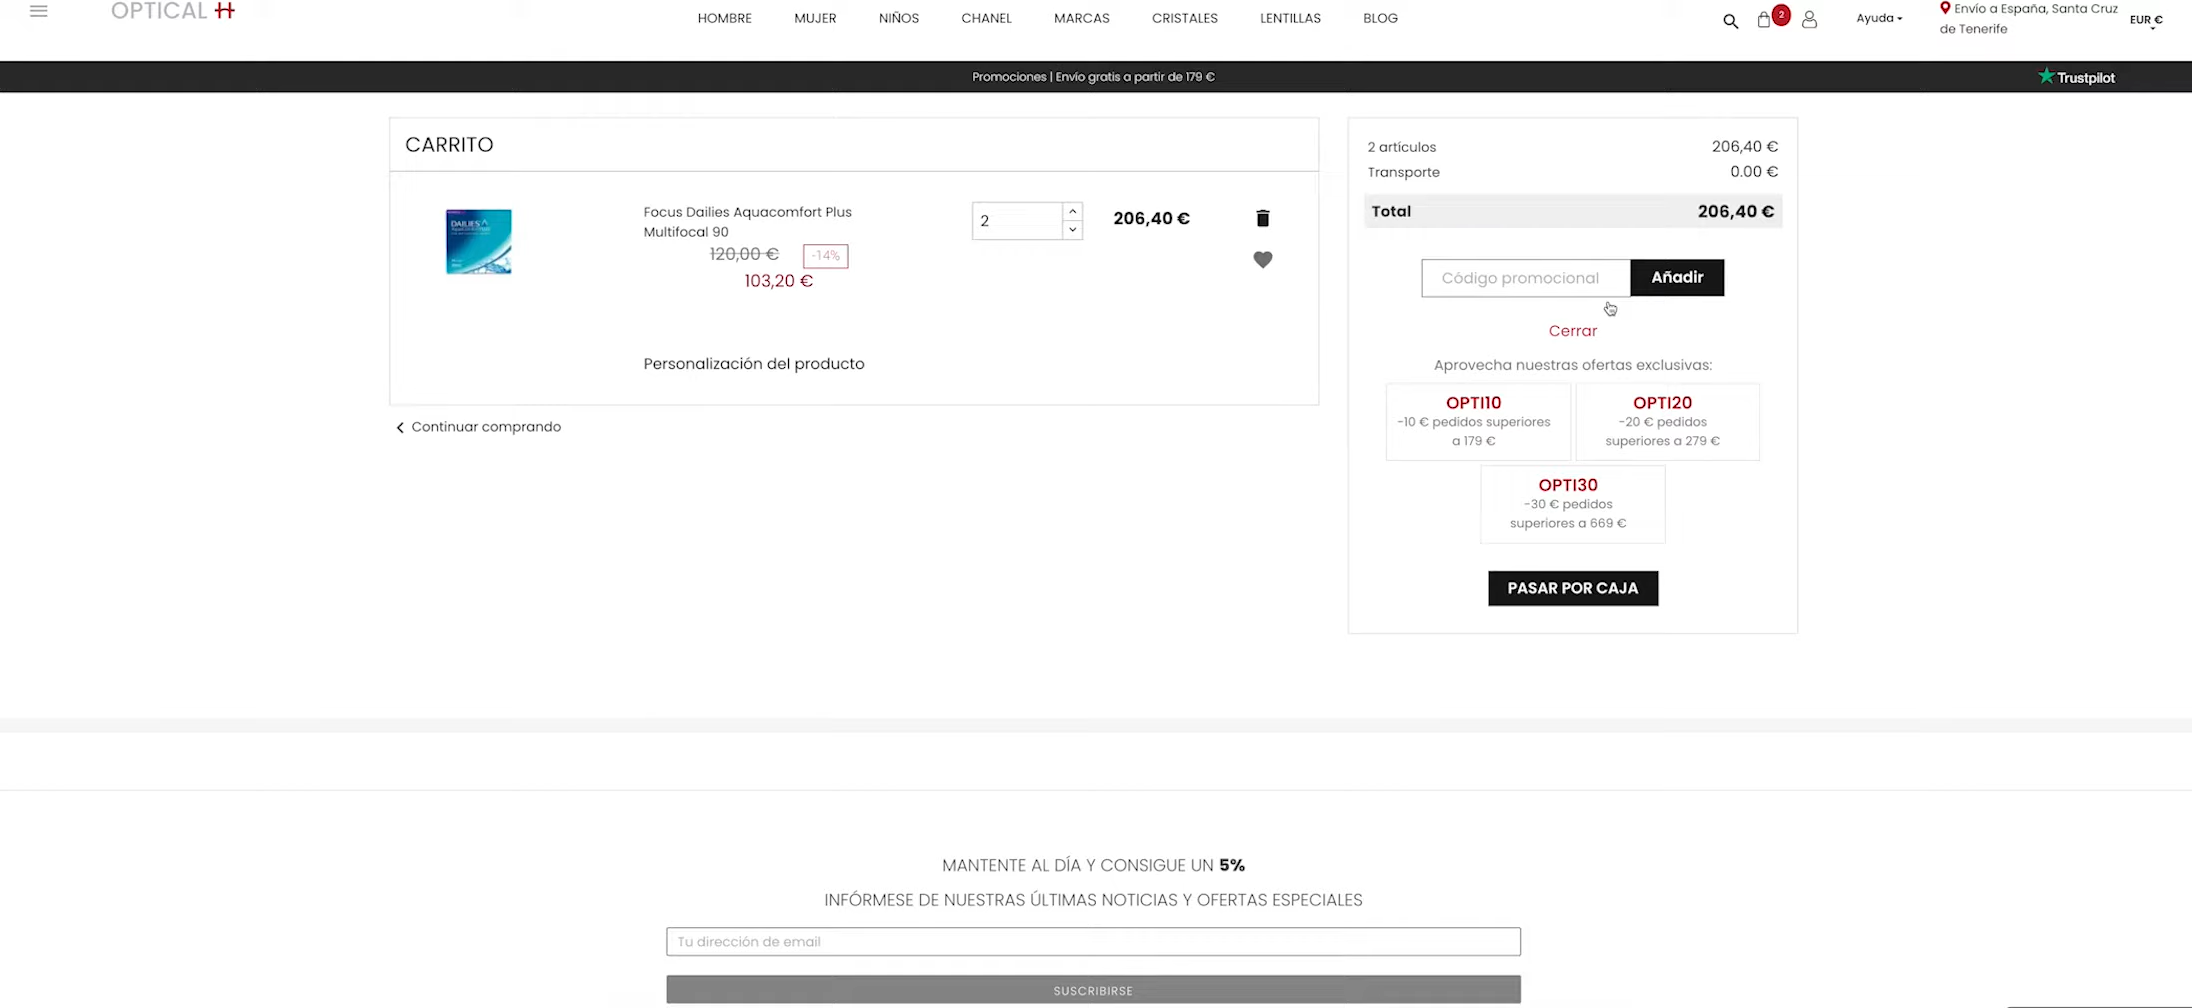 OPTICAL H
HOMBRE
MUJER
NIÑOS
CHANEL
MARCAS
CRISTALES
LENTILLAS
BLOG
2
Ayuda
Envío a España, Santa Cruz
de Tenerife
EUR €
Promociones | Envío gratis a partir de 179 €
Trustpilot
CARRITO
DAILIES
Focus Dailies Aquacomfort Plus
Multifocal 90
120,00 €
-14%
103,20 €
2
206,40 €
Personalización del producto
Continuar comprando
2 artículos
206,40 €
Transporte
0.00 €
Total
206,40 €
Código promocional
Añadir
Cerrar
Aprovecha nuestras ofertas exclusivas:
OPTI10
-10 € pedidos superiores
a 179 €
OPTI20
-20 € pedidos
superiores a 279 €
OPTI30
-30 € pedidos
superiores a 669 €
PASAR POR CAJA
MANTENTE AL DÍA Y CONSIGUE UN 5%
INFÓRMESE DE NUESTRAS ÚLTIMAS NOTICIAS Y OFERTAS ESPECIALES
Tu dirección de email
SUSCRIBIRSE